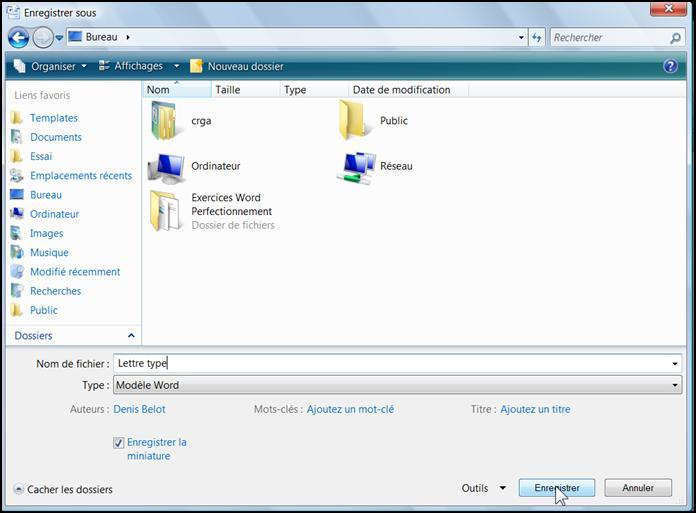 Enregistrer sous
Bureau
Rechercher
Organiser
Affichages
Nouveau dossier
?
Liens favoris
Templates
Documents
Essai
Emplacements récents
Bureau
Ordinateur
Images
Musique
Modifié récemment
Recherches
Public
Dossiers
Nom Taille Type Date de modification
crga
Public
Ordinateur
Réseau
Exercices Word
Perfectionnement
Dossier de fichiers
Nom de fichier : Lettre type
Type : Modèle Word
Auteurs : Denis Belot Mots-clés : Ajoutez un mot-clé Titre : Ajoutez un titre
Enregistrer la
miniature
Cacher les dossiers
Outils
Enregistrer
Annuler